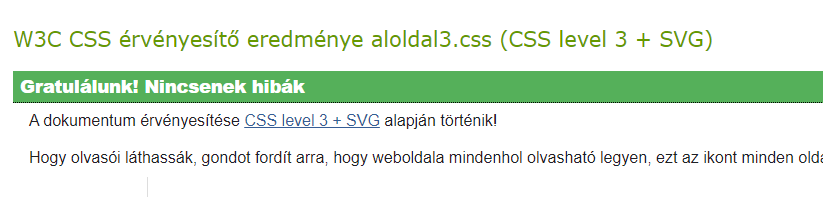 W3C CSS érvényesítő eredménye aloldal3.css (CSS level 3 + SVG)
Gratulálunk! Nincsenek hibák
A dokumentum érvényesítése CSS level 3 + SVG alapján történik!
Hogy olvasói láthassák, gondot fordít arra, hogy weboldala mindenhol olvasható legyen, ezt az ikont minden